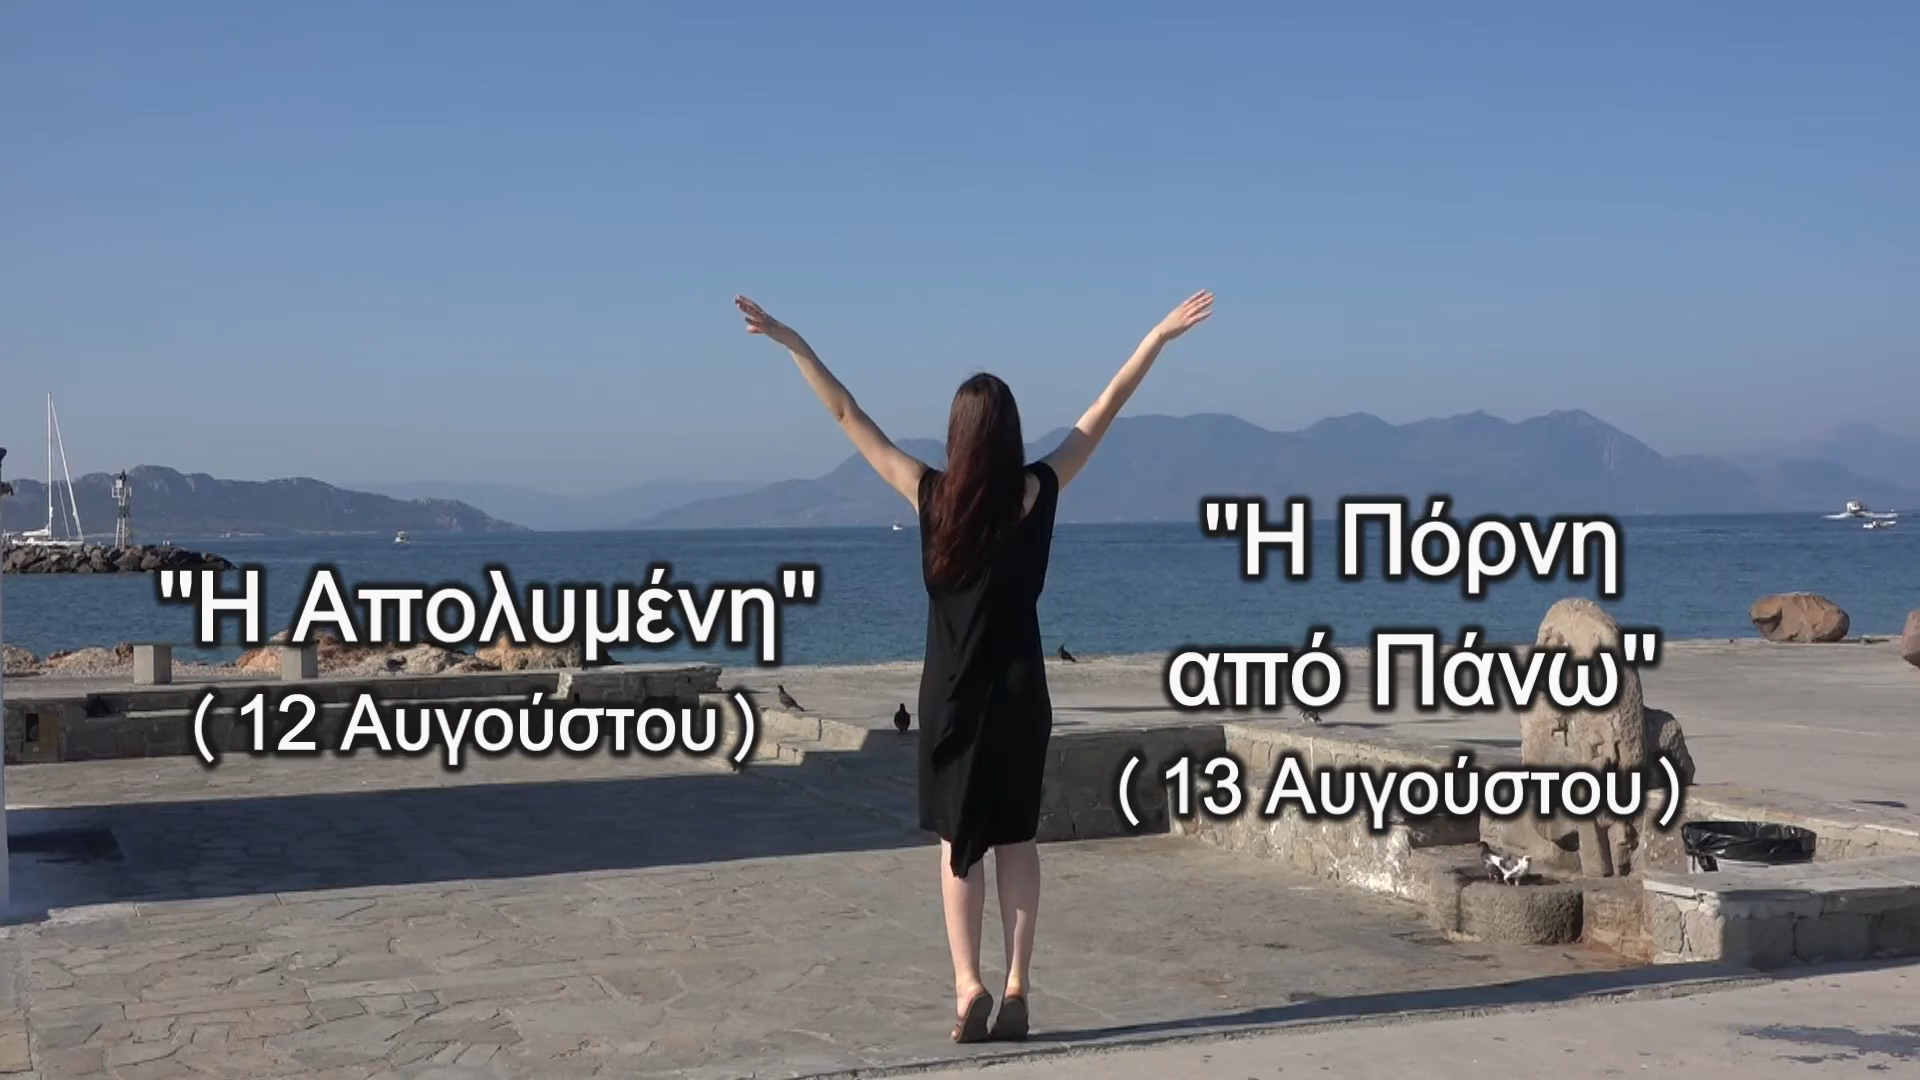 "Η Απολυμένη"
( 12 Αυγούστου )
"Η Πόρνη
από Πάνω"
( 13 Αυγούστου )